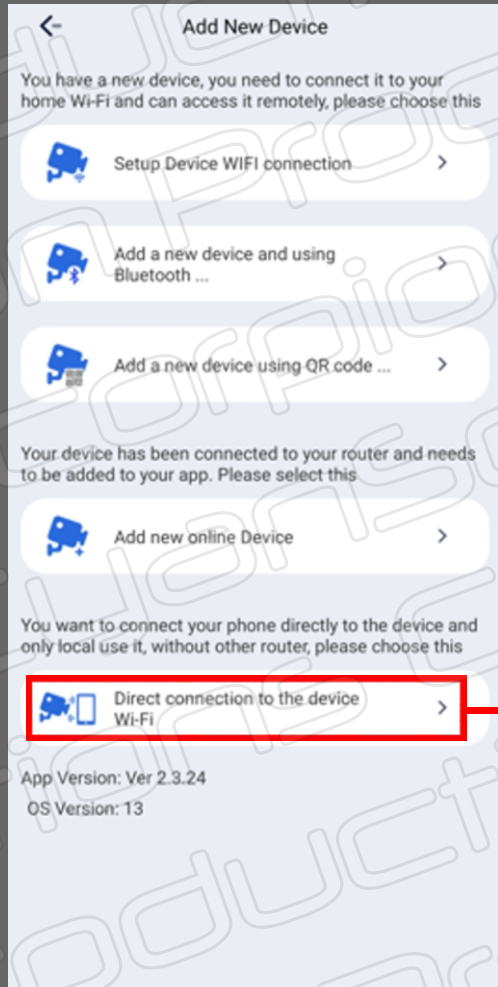 Add New Device
You have a new device, you need to connect it to your
home Wi-Fi and can access it remotely, please choose this
Setup Device WIFI connection
Add a new device and using
Bluetooth ...
Add a new device using QR code ...
Your device has been connected to your router and needs
to be added to your app. Please select this
Add new online Device
You want to connect your phone directly to the device and
only local use it, without other router, please choose this
Direct connection to the device
Wi-Fi
App Version: Ver 2.3.24
OS Version: 13